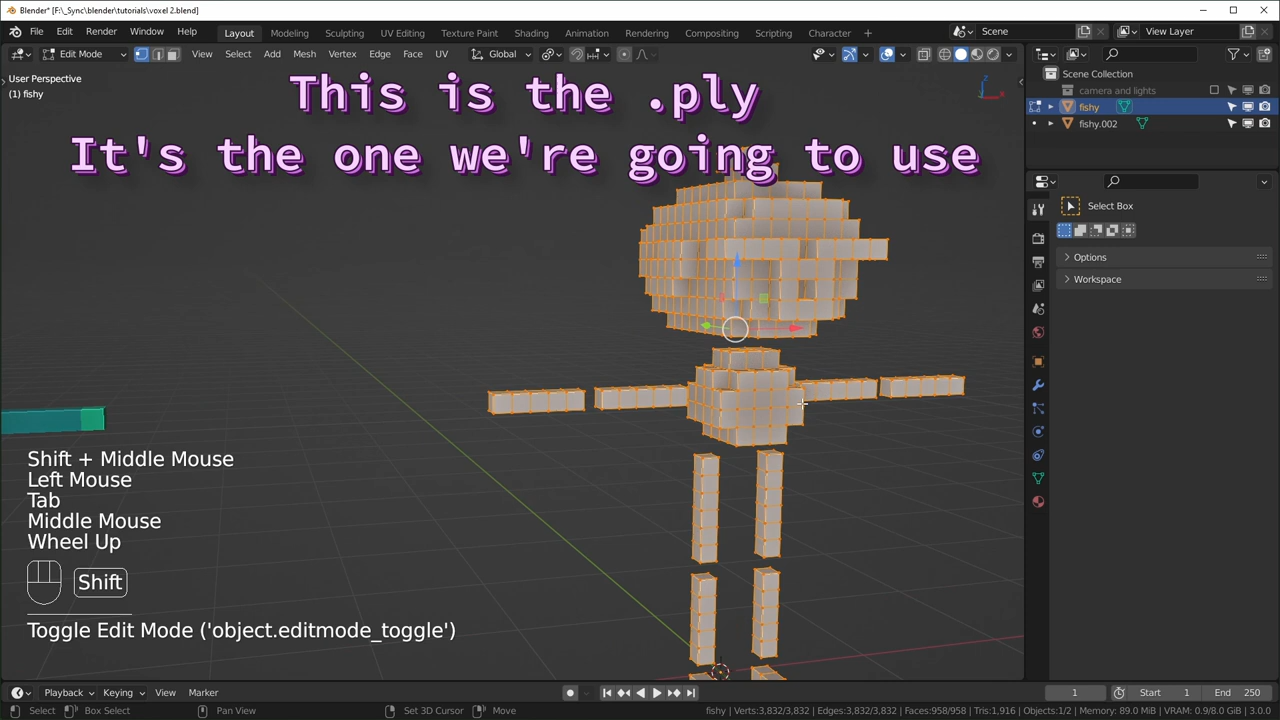 Blender* [F:\_Sync\blender\tutorials\voxel 2.blend]
File Edit Render Window Help Layout Modeling Sculpting UV Editing Texture Paint Shading Animation Rendering Compositing Scripting Character Scene View Layer
Edit Mode View Select Add Mesh Vertex Edge Face UV Global
User Perspective
(1) fishy
This is the .ply
It's the one we're going to use
Scene Collection
camera and lights
fishy
fishy.002
Select Box
Options
Workspace
Z
Shift + Middle Mouse
Left Mouse
Tab
Middle Mouse
Wheel Up
Shift
Toggle Edit Mode ('object.editmode_toggle')
Playback Keying View Marker 1 Start 1 End 250
Select Box Select Pan View Set 3D Cursor Move fishy | Verts:3,832/3,832 | Edges:3,832/3,832 | Faces:958/958 | Tris:1,916 | Objects:1/2 | Memory: 89.0 MiB | VRAM: 0.9/8.0 GiB | 3.0.0